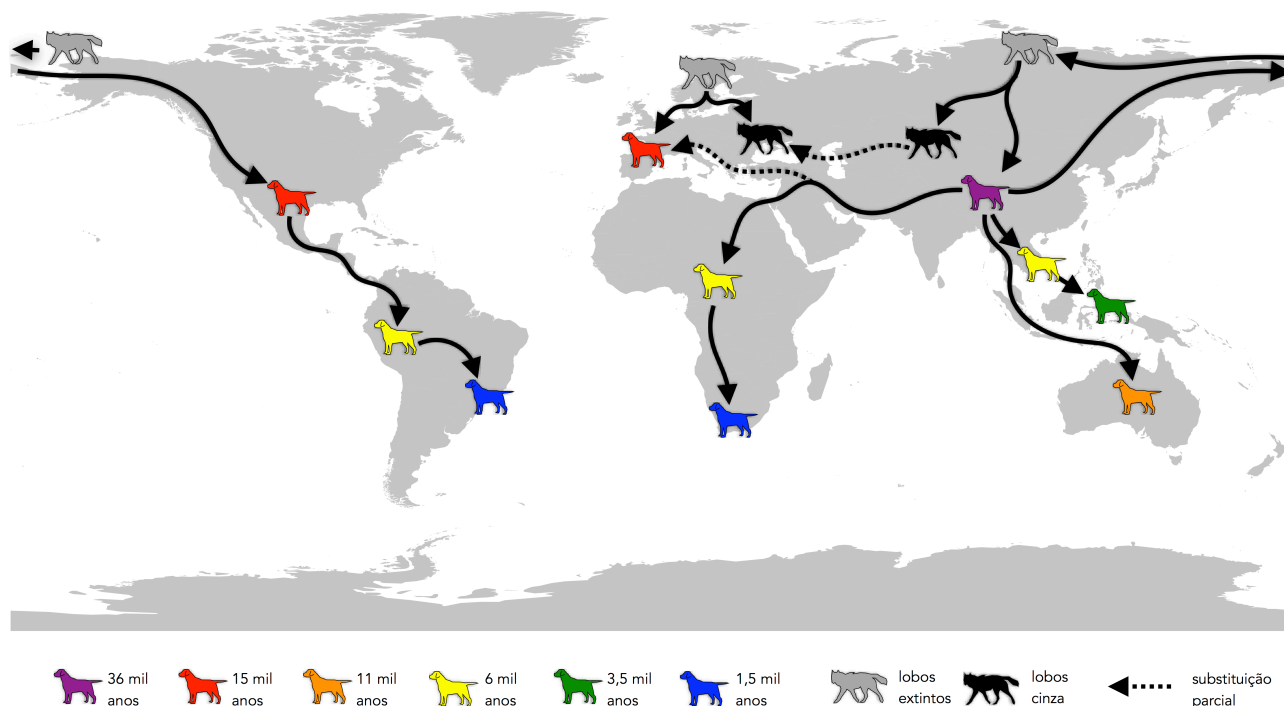 36 mil
anos
15 mil
anos
11 mil
anos
6 mil
anos
3,5 mil
anos
1,5 mil
anos
lobos
extintos
lobos
cinza
substituição
parcial